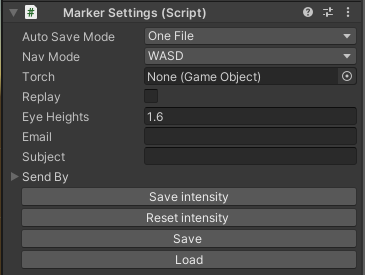 # Marker Settings (Script)
Auto Save Mode One File
Nav Mode WASD
Torch None (Game Object)
Replay
Eye Heights 1.6
Email
Subject
Send By
Save intensity
Reset intensity
Save
Load